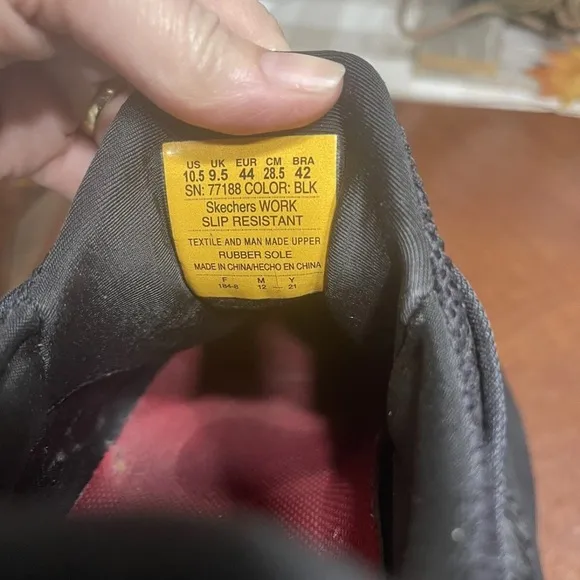 US UK EUR CM BRA
10.5 9.5 44 28.5 42
SN: 77188 COLOR: BLK
Skechers WORK
SLIP RESISTANT
TEXTILE AND MAN MADE UPPER
RUBBER SOLE
MADE IN CHINA/HECHO EN CHINA
F M Y
184-8 12 21